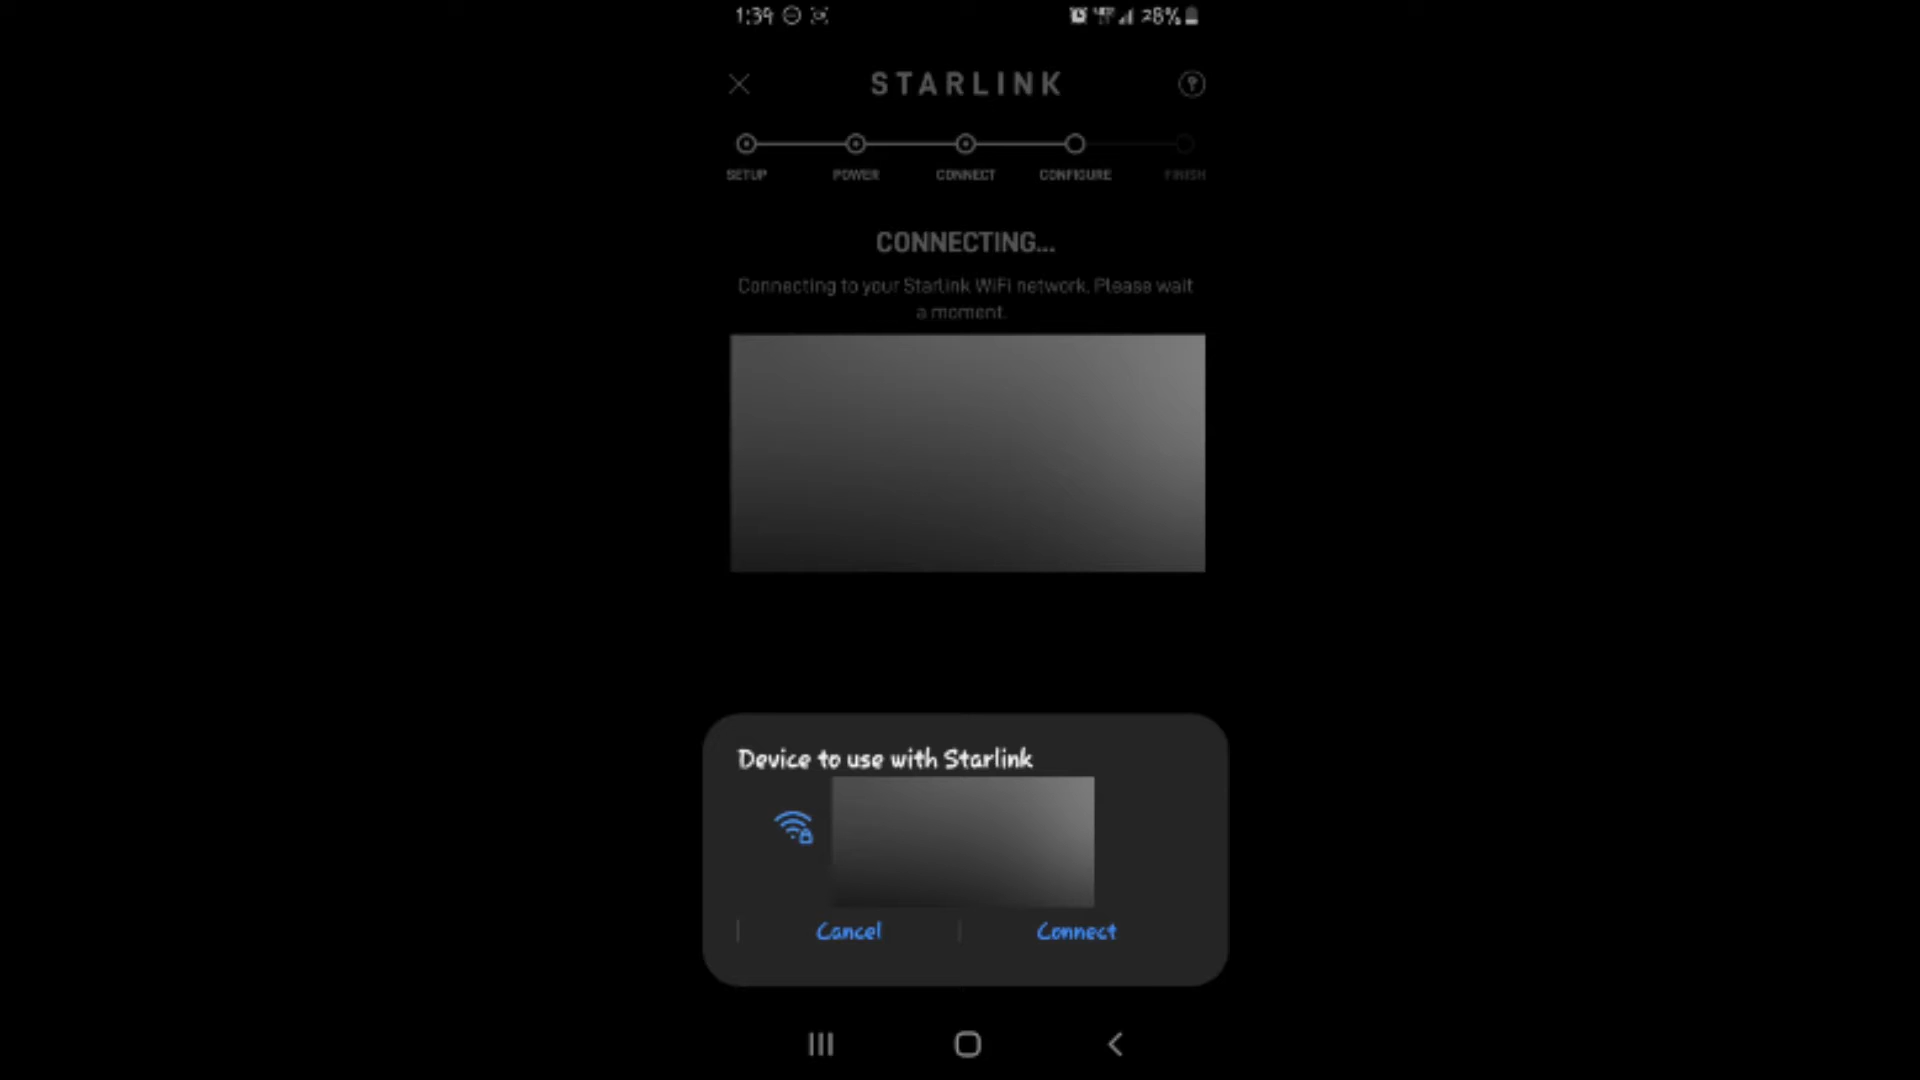 1:39 28%
STARLINK
SETUP POWER CONNECT CONFIGURE FINISH
CONNECTING...
Connecting to your Starlink WiFi network. Please wait
a moment.
Device to use with Starlink
Cancel Connect